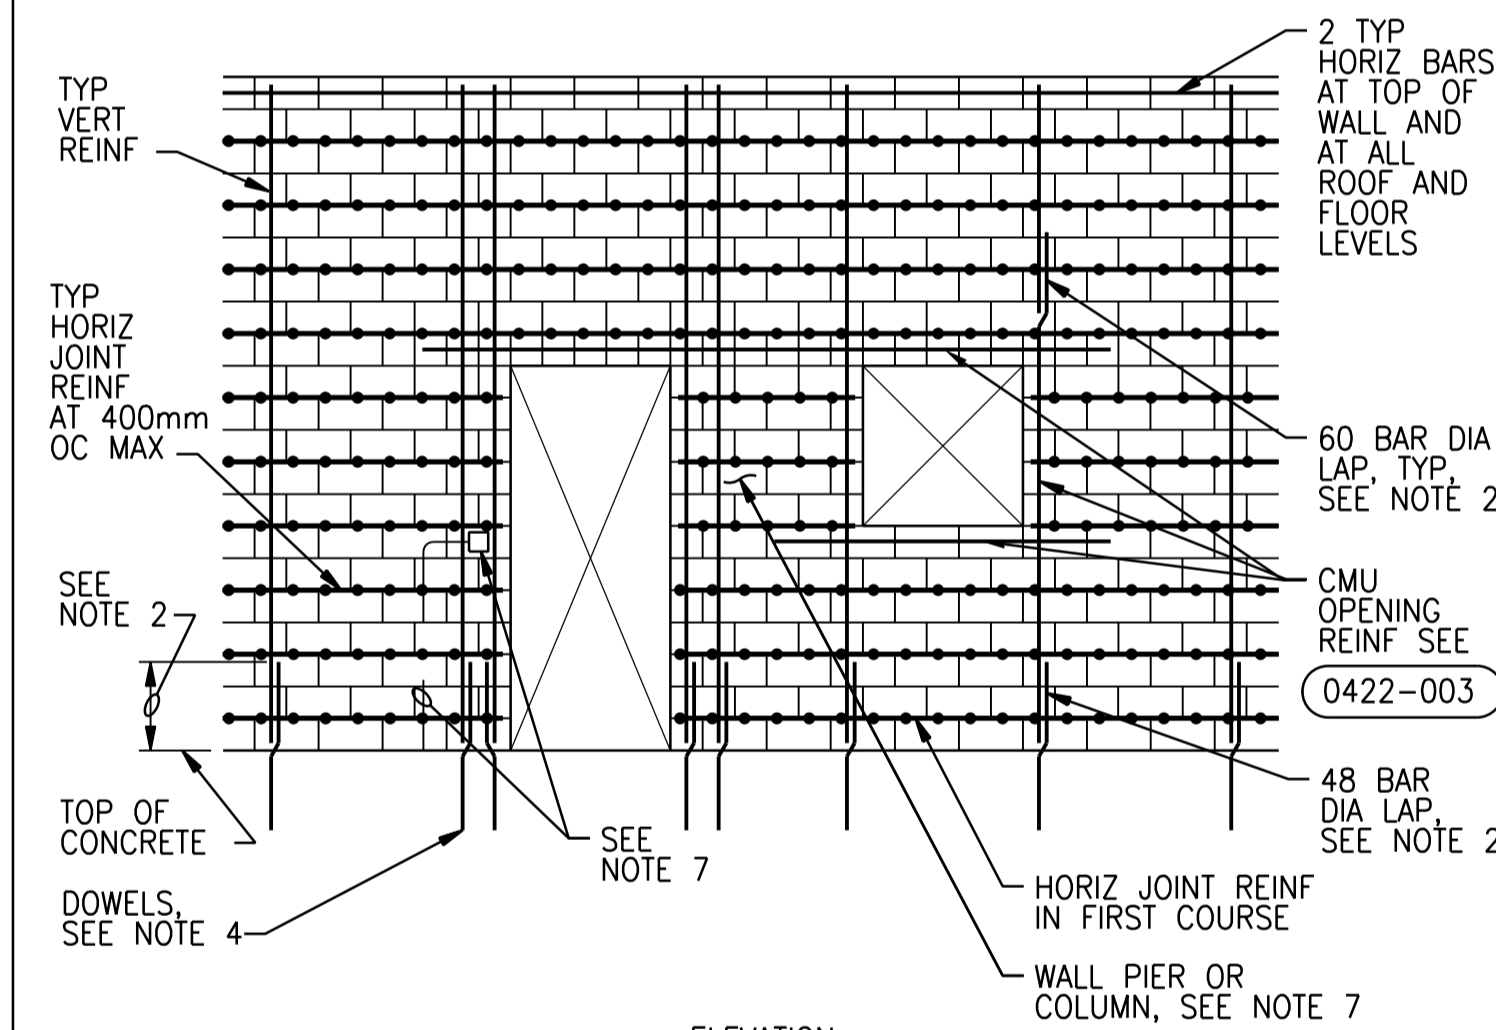 TYP
VERT
REINF
2 TYP
HORIZ BARS
AT TOP OF
WALL AND
AT ALL
ROOF AND
FLOOR
LEVELS
TYP
HORIZ
JOINT
REINF
AT 400mm
OC MAX
60 BAR DIA
LAP, TYP,
SEE NOTE 2
SEE
NOTE 2
CMU
OPENING
REINF SEE
0422-003
TOP OF
CONCRETE
48 BAR
DIA LAP,
SEE NOTE 2
SEE
NOTE 7
DOWELS,
SEE NOTE 4
HORIZ JOINT REINF
IN FIRST COURSE
WALL PIER OR
COLUMN, SEE NOTE 7
ELEVATION